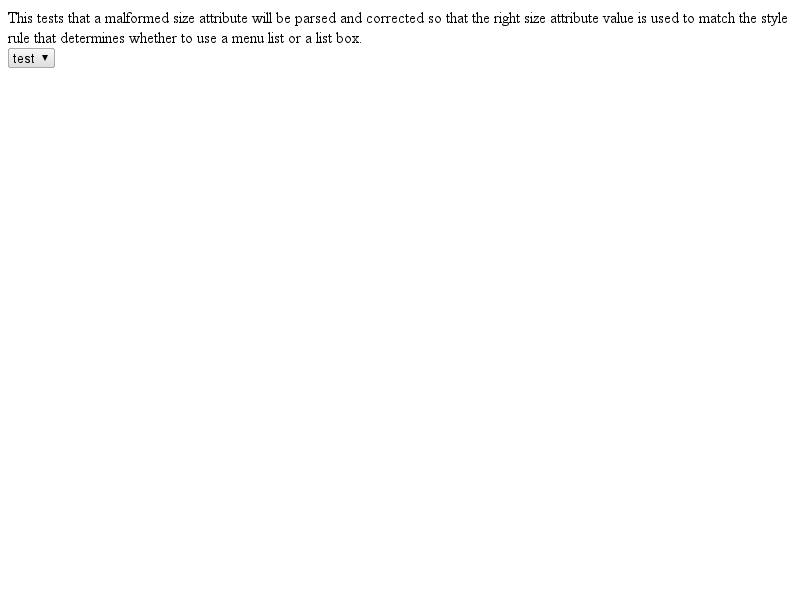 This tests that a malformed size attribute will be parsed and corrected so that the right size attribute value is used to match the style
rule that determines whether to use a menu list or a list box.
test